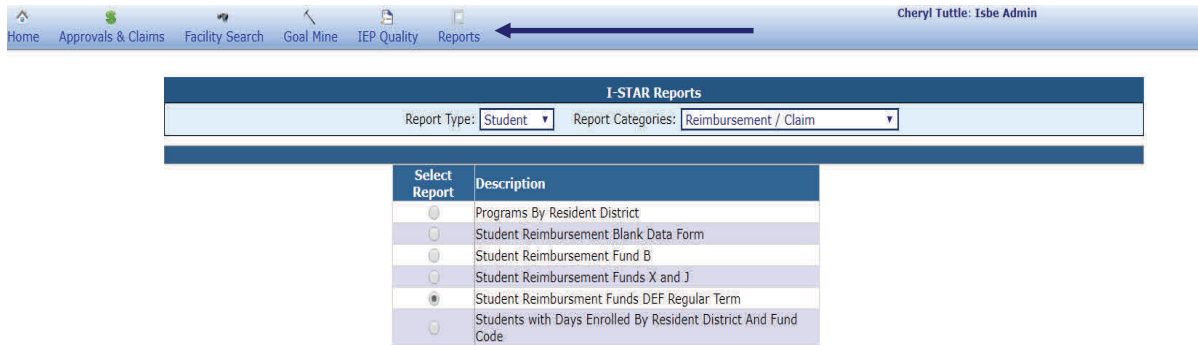 Cheryl Tuttle: Isbe Admin
Home Approvals & Claims Facility Search Goal Mine IEP Quality Reports
I-STAR Reports
Report Type: Student Report Categories: Reimbursement / Claim
Select Report Description
Programs By Resident District
Student Reimbursement Blank Data Form
Student Reimbursement Fund B
Student Reimbursement Funds X and J
Student Reimbursment Funds DEF Regular Term
Students with Days Enrolled By Resident District And Fund
Code